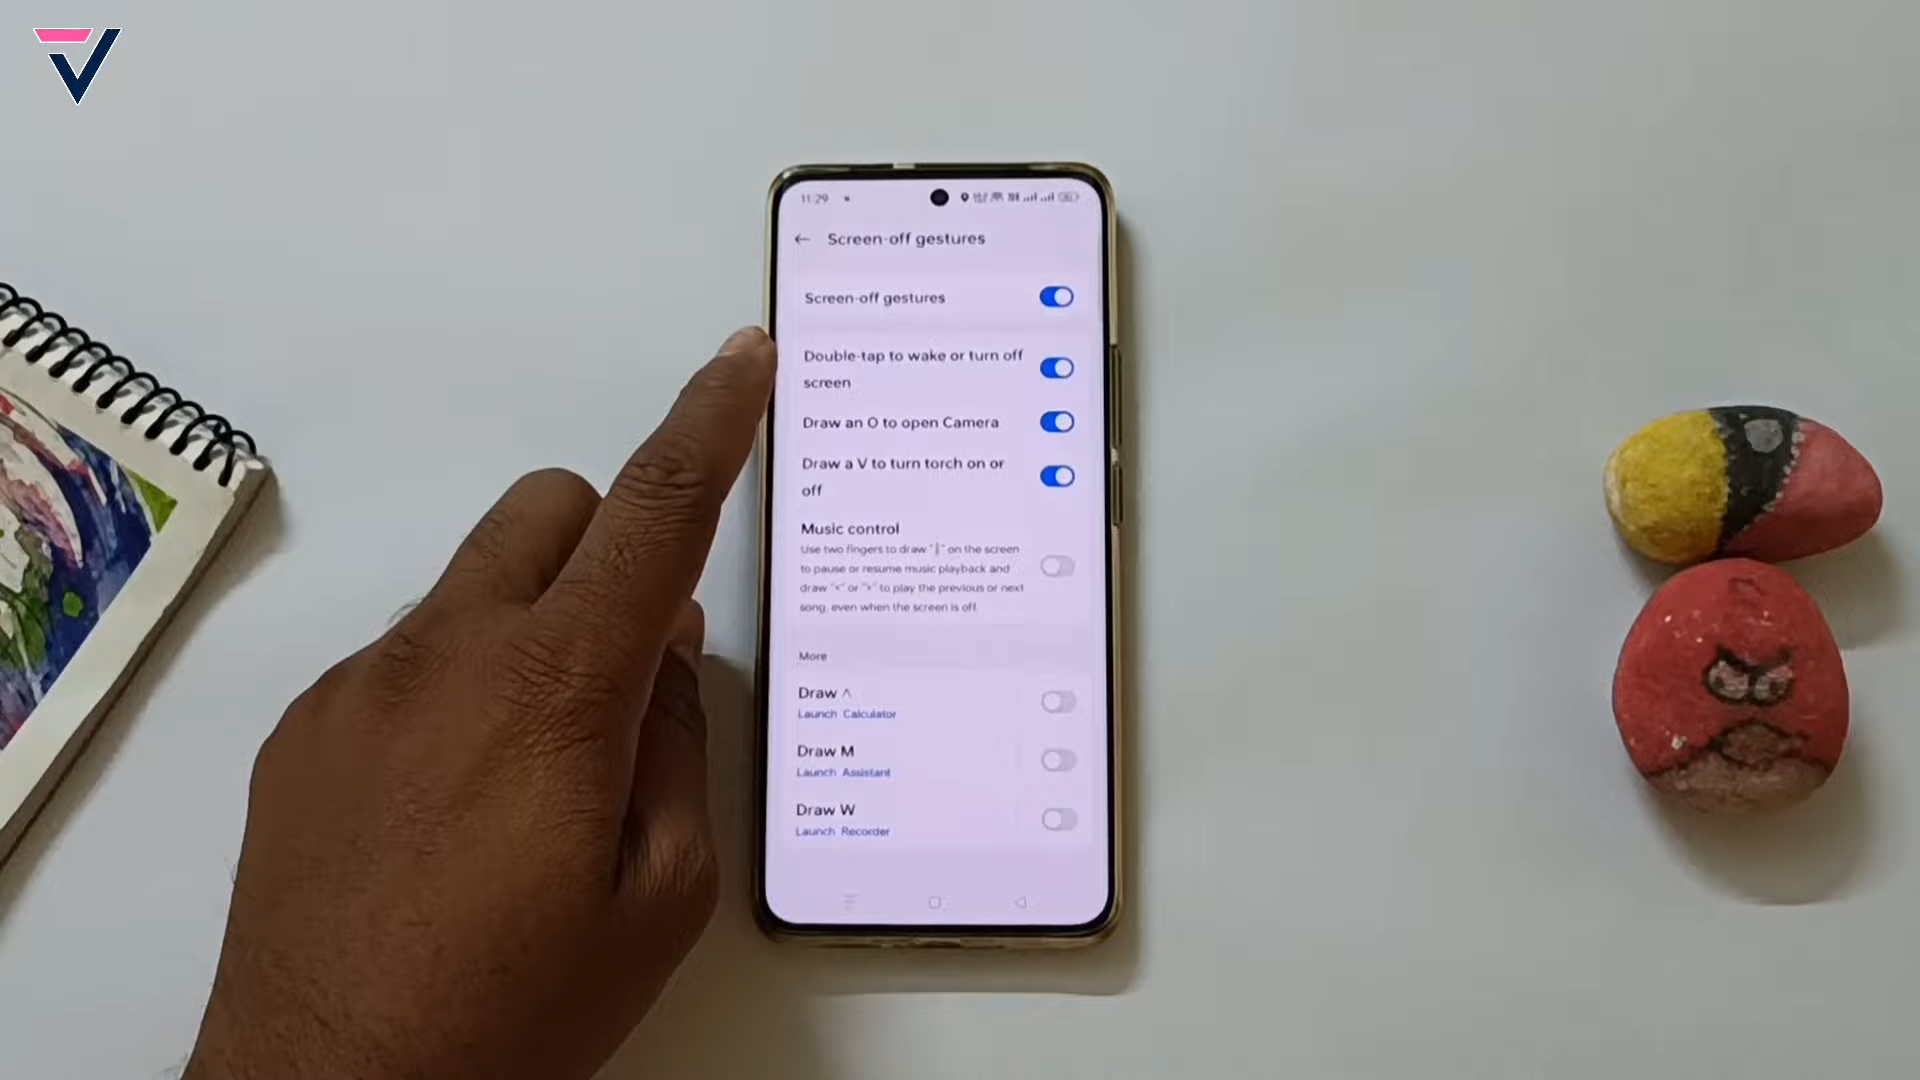 11:29
Screen-off gestures
Screen-off gestures
Double-tap to wake or turn off
screen
Draw an O to open Camera
Draw a V to turn torch on or
off
Music control
Use two fingers to draw "||" on the screen
to pause or resume music playback and
draw "<" or ">" to play the previous or next
song, even when the screen is off.
More
Draw ^
Launch Calculator
Draw M
Launch Assistant
Draw W
Launch Recorder